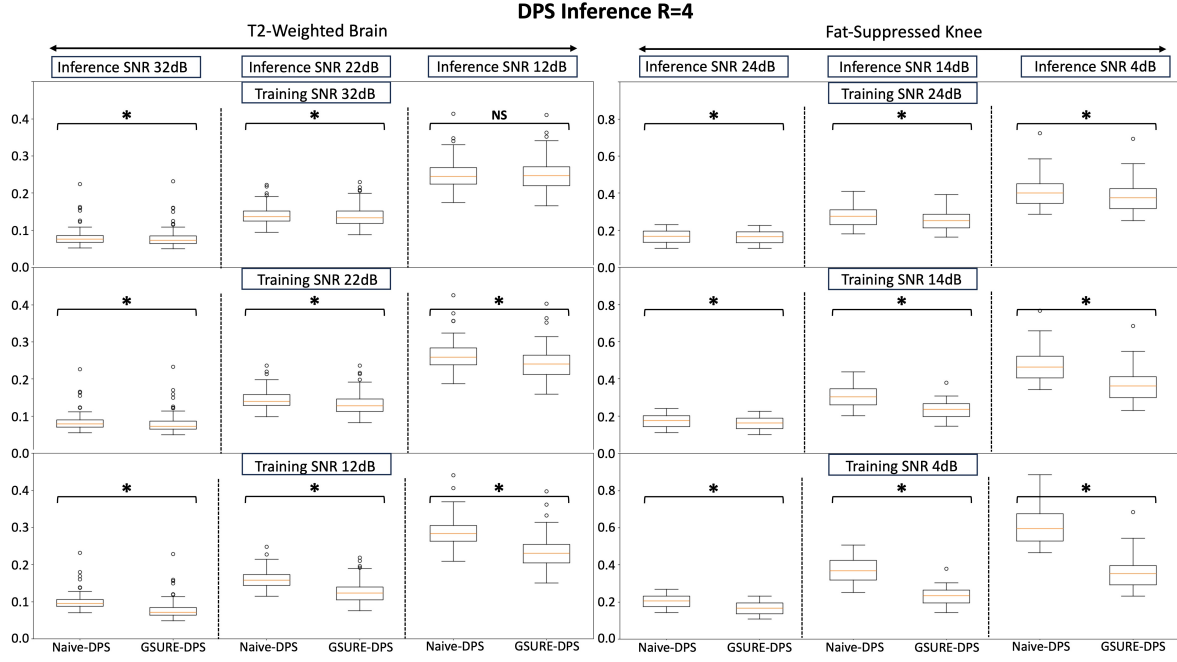 DPS Inference R=4
T2-Weighted Brain
Fat-Suppressed Knee
Inference SNR 32dB
Inference SNR 22dB
Inference SNR 12dB
Inference SNR 24dB
Inference SNR 14dB
Inference SNR 4dB
Training SNR 32dB
Training SNR 24dB
* * NS * * *
0.4
0.3
0.2
0.1
0.0
0.8
0.6
0.4
0.2
0.0
Training SNR 22dB
Training SNR 14dB
* * * * * *
0.4
0.3
0.2
0.1
0.0
0.8
0.6
0.4
0.2
0.0
Training SNR 12dB
Training SNR 4dB
* * * * * *
0.4
0.3
0.2
0.1
0.0
0.8
0.6
0.4
0.2
0.0
Naive-DPS GSURE-DPS Naive-DPS GSURE-DPS Naive-DPS GSURE-DPS Naive-DPS GSURE-DPS Naive-DPS GSURE-DPS Naive-DPS GSURE-DPS